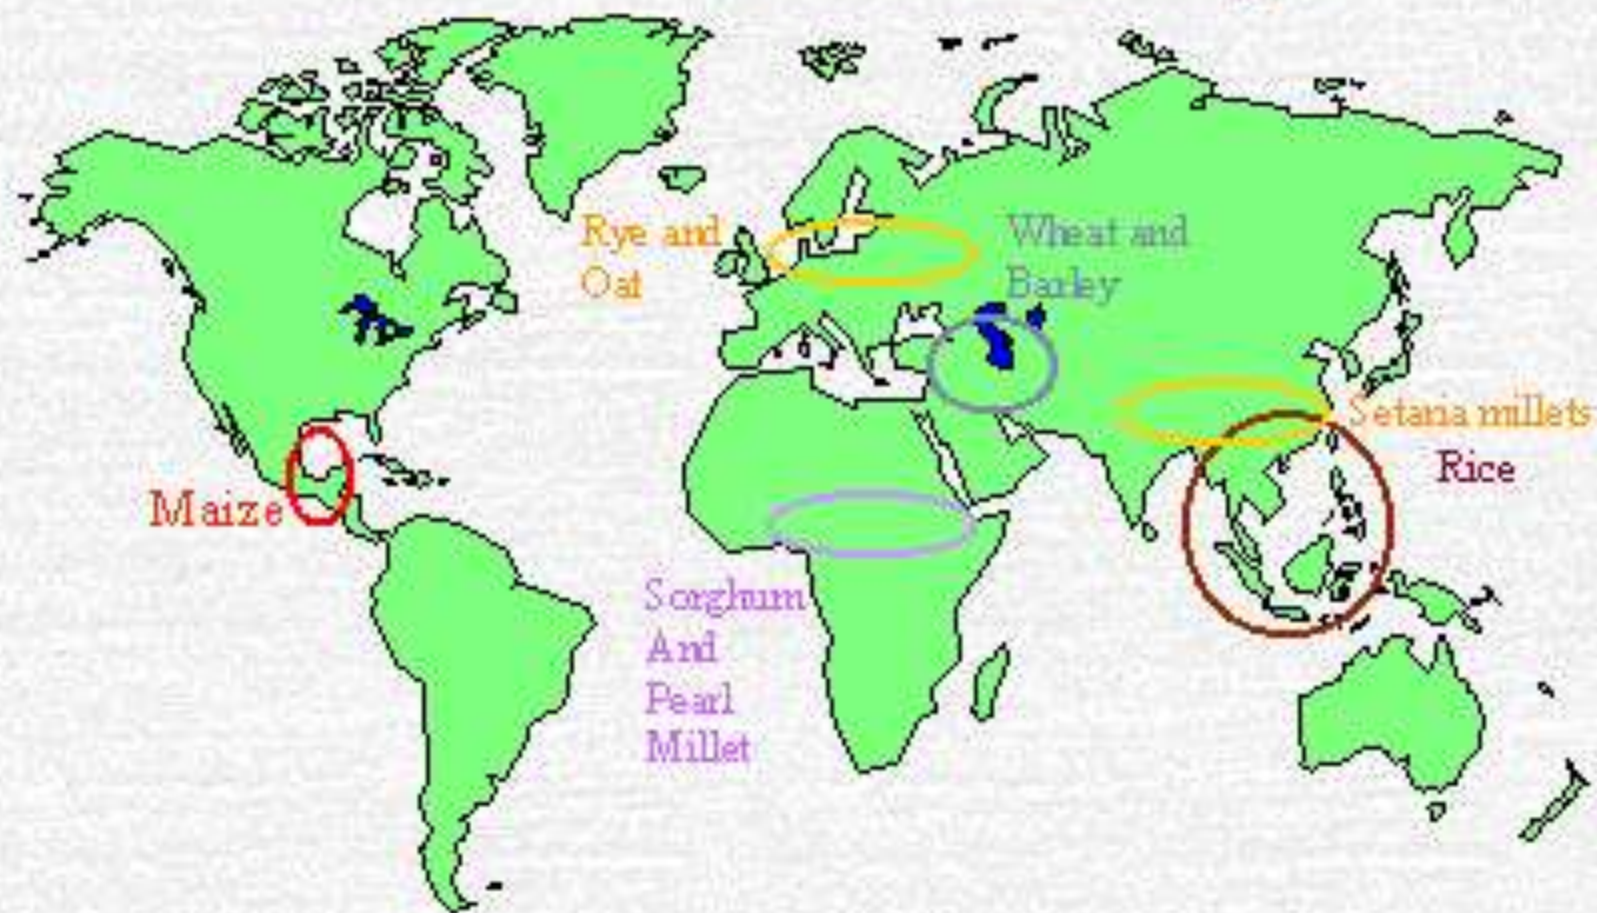 Rye and
Oat
Wheat and
Barley
Setaria millets
Rice
Maize
Sorghum
And
Pearl
Millet